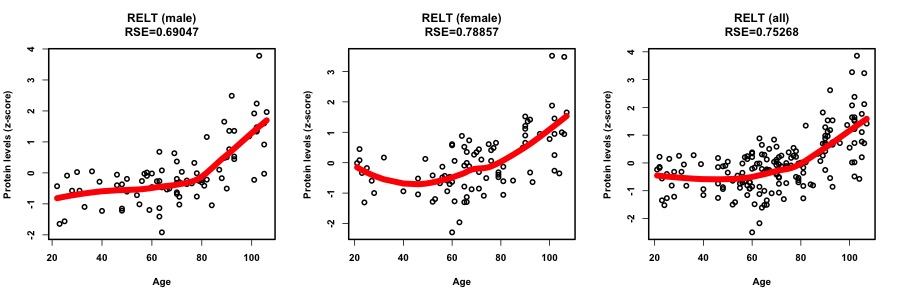 RELT (male)
RSE=0.69047
Protein levels (z-score)
4
3
2
1
0
-1
-2
20 40 60 80 100
Age
RELT (female)
RSE=0.78857
Protein levels (z-score)
3
2
1
0
-1
-2
20 40 60 80 100
Age
RELT (all)
RSE=0.75268
Protein levels (z-score)
4
3
2
1
0
-1
-2
20 40 60 80 100
Age